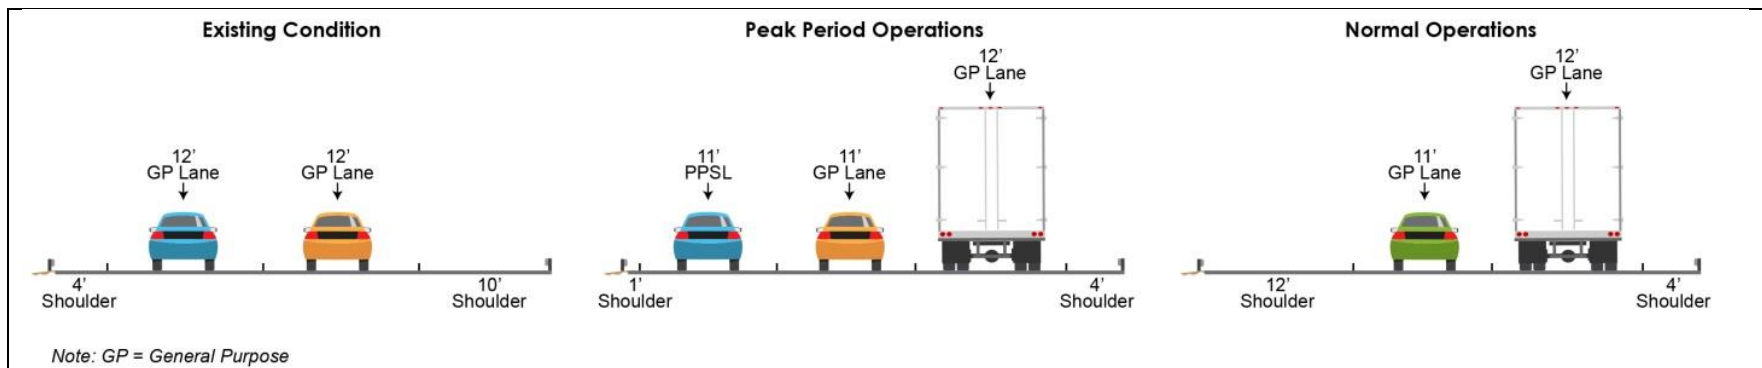 Existing Condition
12'
GP Lane
12'
GP Lane
4'
Shoulder
10'
Shoulder
Note: GP = General Purpose
Peak Period Operations
11'
PPSL
11'
GP Lane
12'
GP Lane
1'
Shoulder
4'
Shoulder
Normal Operations
11'
GP Lane
12'
GP Lane
12'
Shoulder
4'
Shoulder